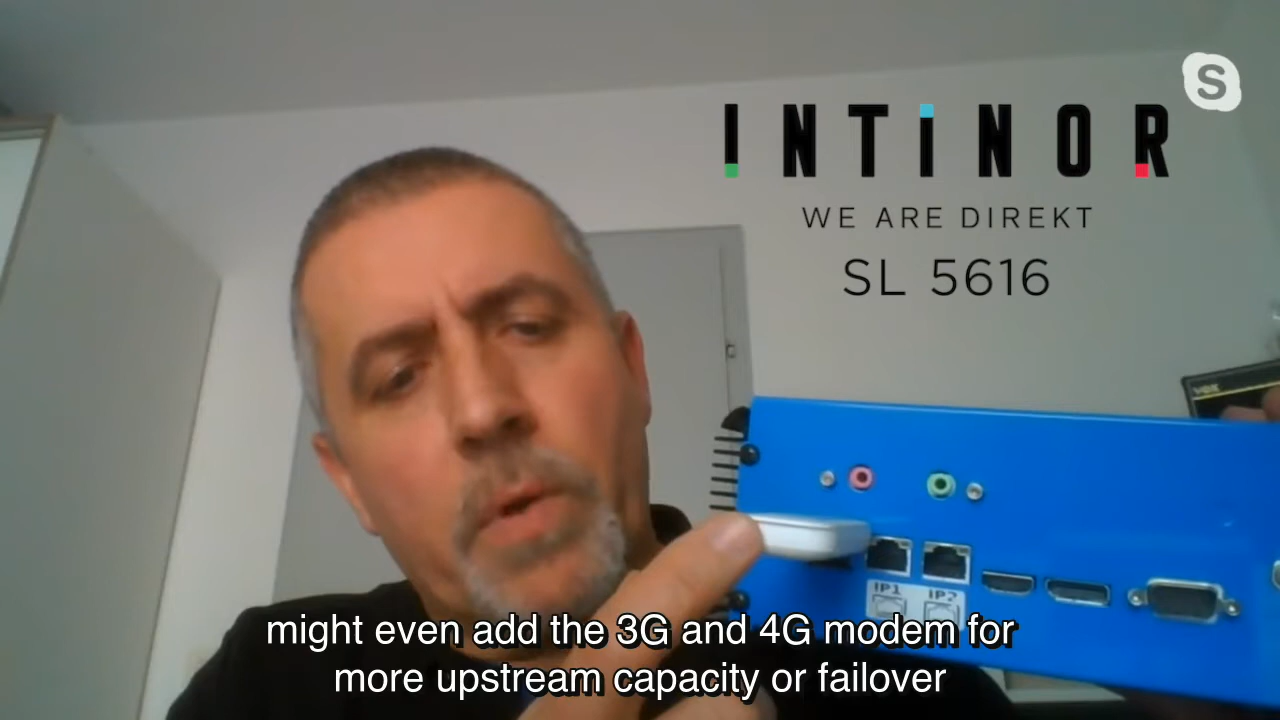 S
INTiNOR
WE ARE DIREKT
SL 5616
IP1 IP2
might even add the 3G and 4G modem for
more upstream capacity or failover